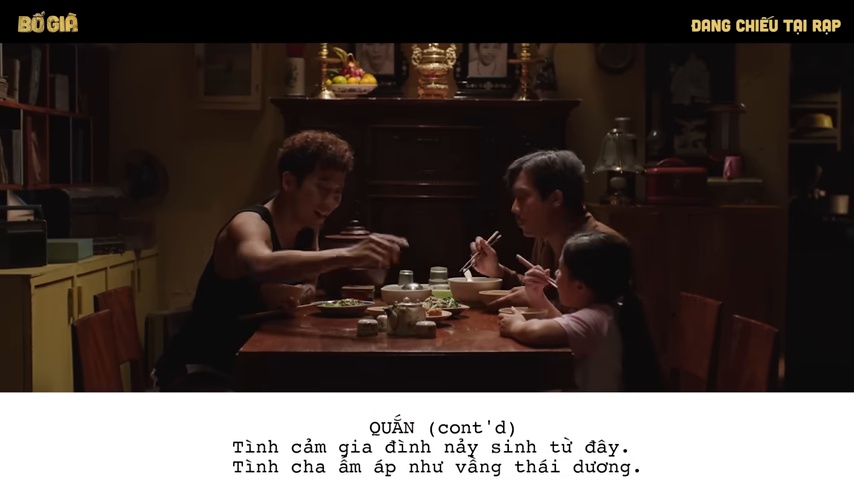 BỐ GIÀ
ĐANG CHIẾU TẠI RẠP
QUẮN (cont'd)
Tình cảm gia đình nảy sinh từ đây.
Tình cha ấm áp như vầng thái dương.